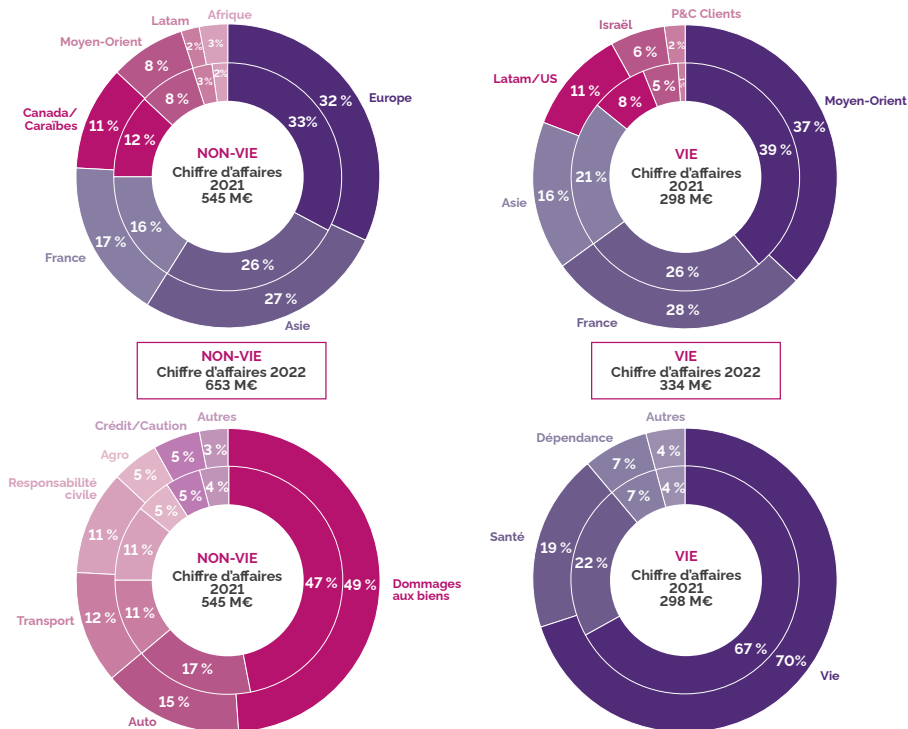 Afrique
Latam
Moyen-Orient
3%
2%
8 %
2%
3%
8 %
Canada/
Caraïbes
11 %
12 %
32 %
33%
Europe
NON-VIE
Chiffre d'affaires
2021
545 M€
France
17 %
16 %
26 %
27 %
Asie
P&C Clients
Israël
2 %
6 %
5 %
Latam/US
11 %
8 %
Moyen-Orient
37 %
39 %
VIE
Chiffre d'affaires
2021
298 M€
Asie
16 %
21 %
26 %
28 %
France
NON-VIE
Chiffre d'affaires 2022
653 M€
VIE
Chiffre d'affaires 2022
334 M€
Autres
Crédit/Caution
Agro
3 %
5 %
5 %
4 %
5 %
5 %
Responsabilité
civile
11 %
11 %
NON-VIE
Chiffre d'affaires
2021
545 M€
47 %
49 %
Dommages
aux biens
Transport
12 %
11 %
17 %
15 %
Auto
Autres
Dépendance
4 %
7 %
4 %
7 %
Santé
19 %
22 %
VIE
Chiffre d'affaires
2021
298 M€
67 %
70%
Vie